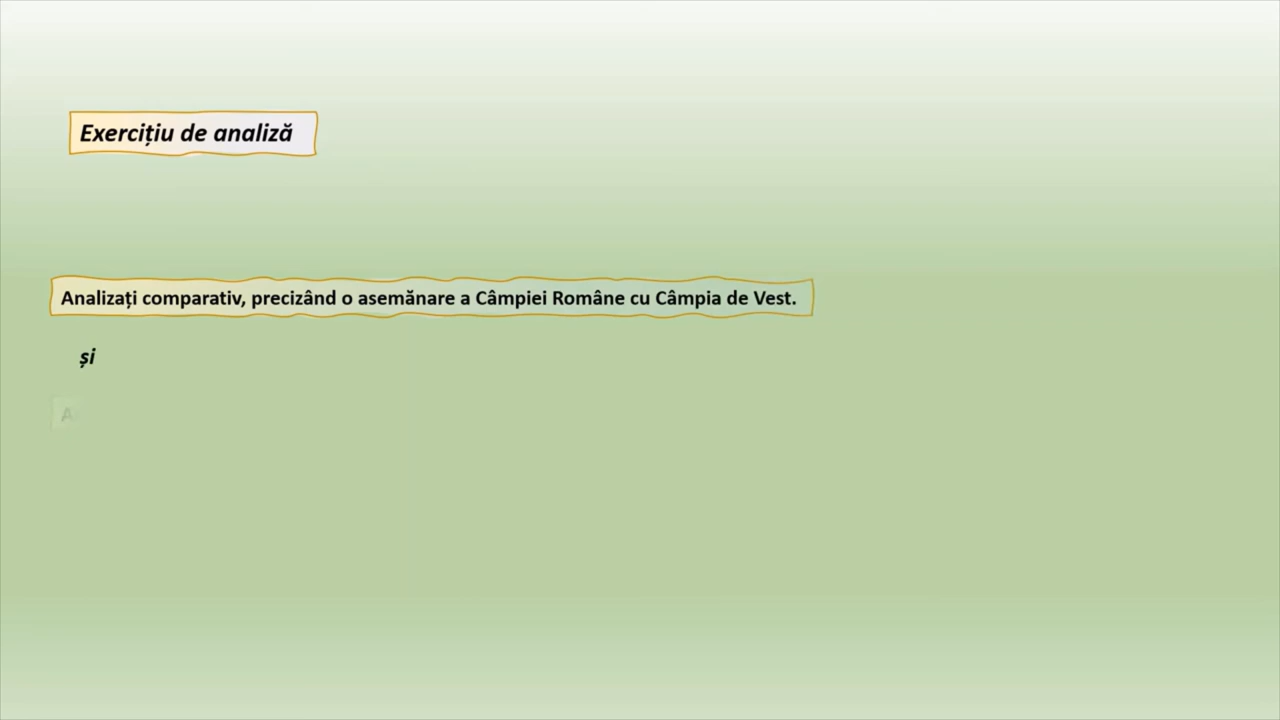 Exercițiu de analiză
Analizați comparativ, precizând o asemănare a Câmpiei Române cu Câmpia de Vest.
și